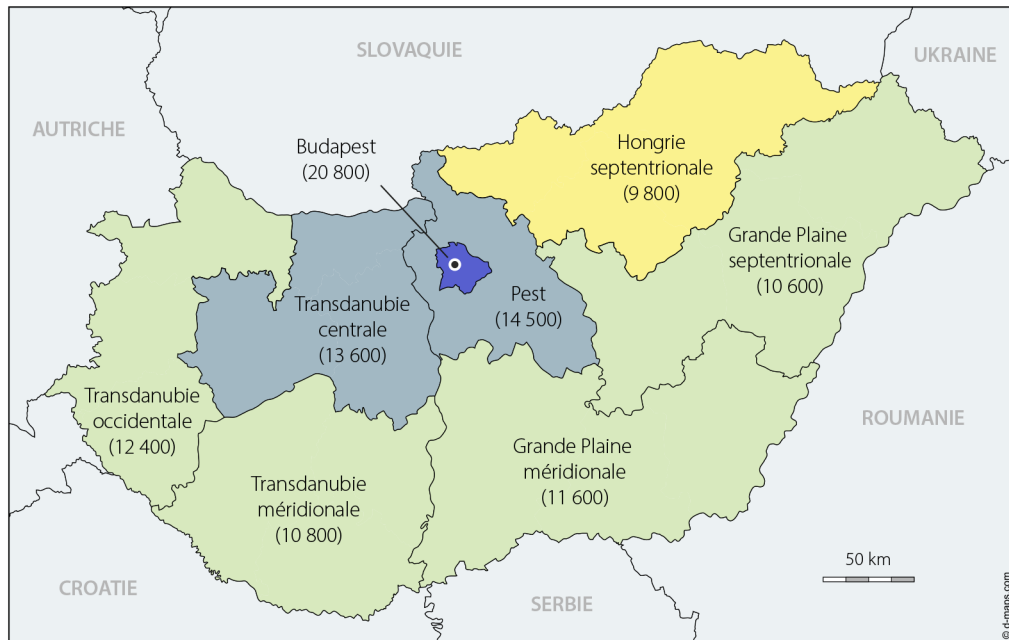 SLOVAQUIE
UKRAINE
AUTRICHE
Budapest
(20 800)
Hongrie
septentrionale
(9 800)
Grande Plaine
septentrionale
(10 600)
Pest
(14 500)
Transdanubie
centrale
(13 600)
Transdanubie
occidentale
(12 400)
ROUMANIE
Grande Plaine
méridionale
(11 600)
Transdanubie
méridionale
(10 800)
50 km
CROATIE
SERBIE
© d-maps.com